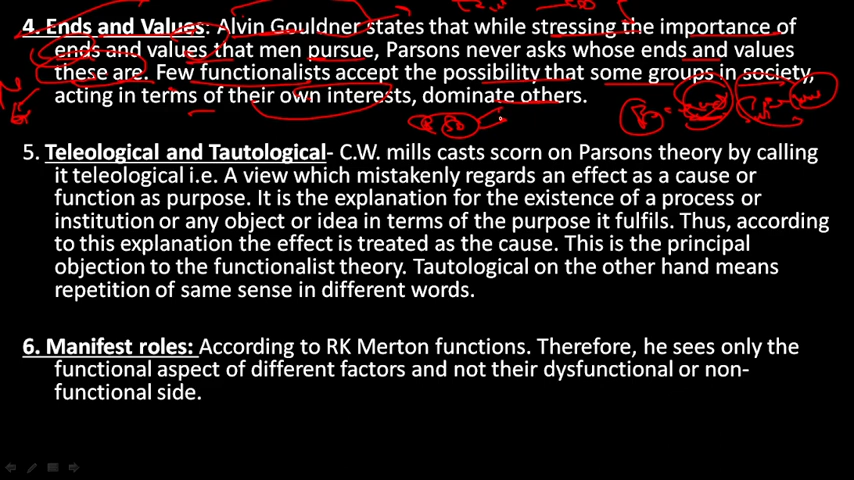 4. Ends and Values: Alvin Gouldner states that while stressing the importance of
ends and values that men pursue, Parsons never asks whose ends and values
these are. Few functionalists accept the possibility that some groups in society,
acting in terms of their own interests, dominate others.
5. Teleological and Tautological- C.W. mills casts scorn on Parsons theory by calling
it teleological i.e. A view which mistakenly regards an effect as a cause or
function as purpose. It is the explanation for the existence of a process or
institution or any object or idea in terms of the purpose it fulfils. Thus, according
to this explanation the effect is treated as the cause. This is the principal
objection to the functionalist theory. Tautological on the other hand means
repetition of same sense in different words.
6. Manifest roles: According to RK Merton functions. Therefore, he sees only the
functional aspect of different factors and not their dysfunctional or non-
functional side.